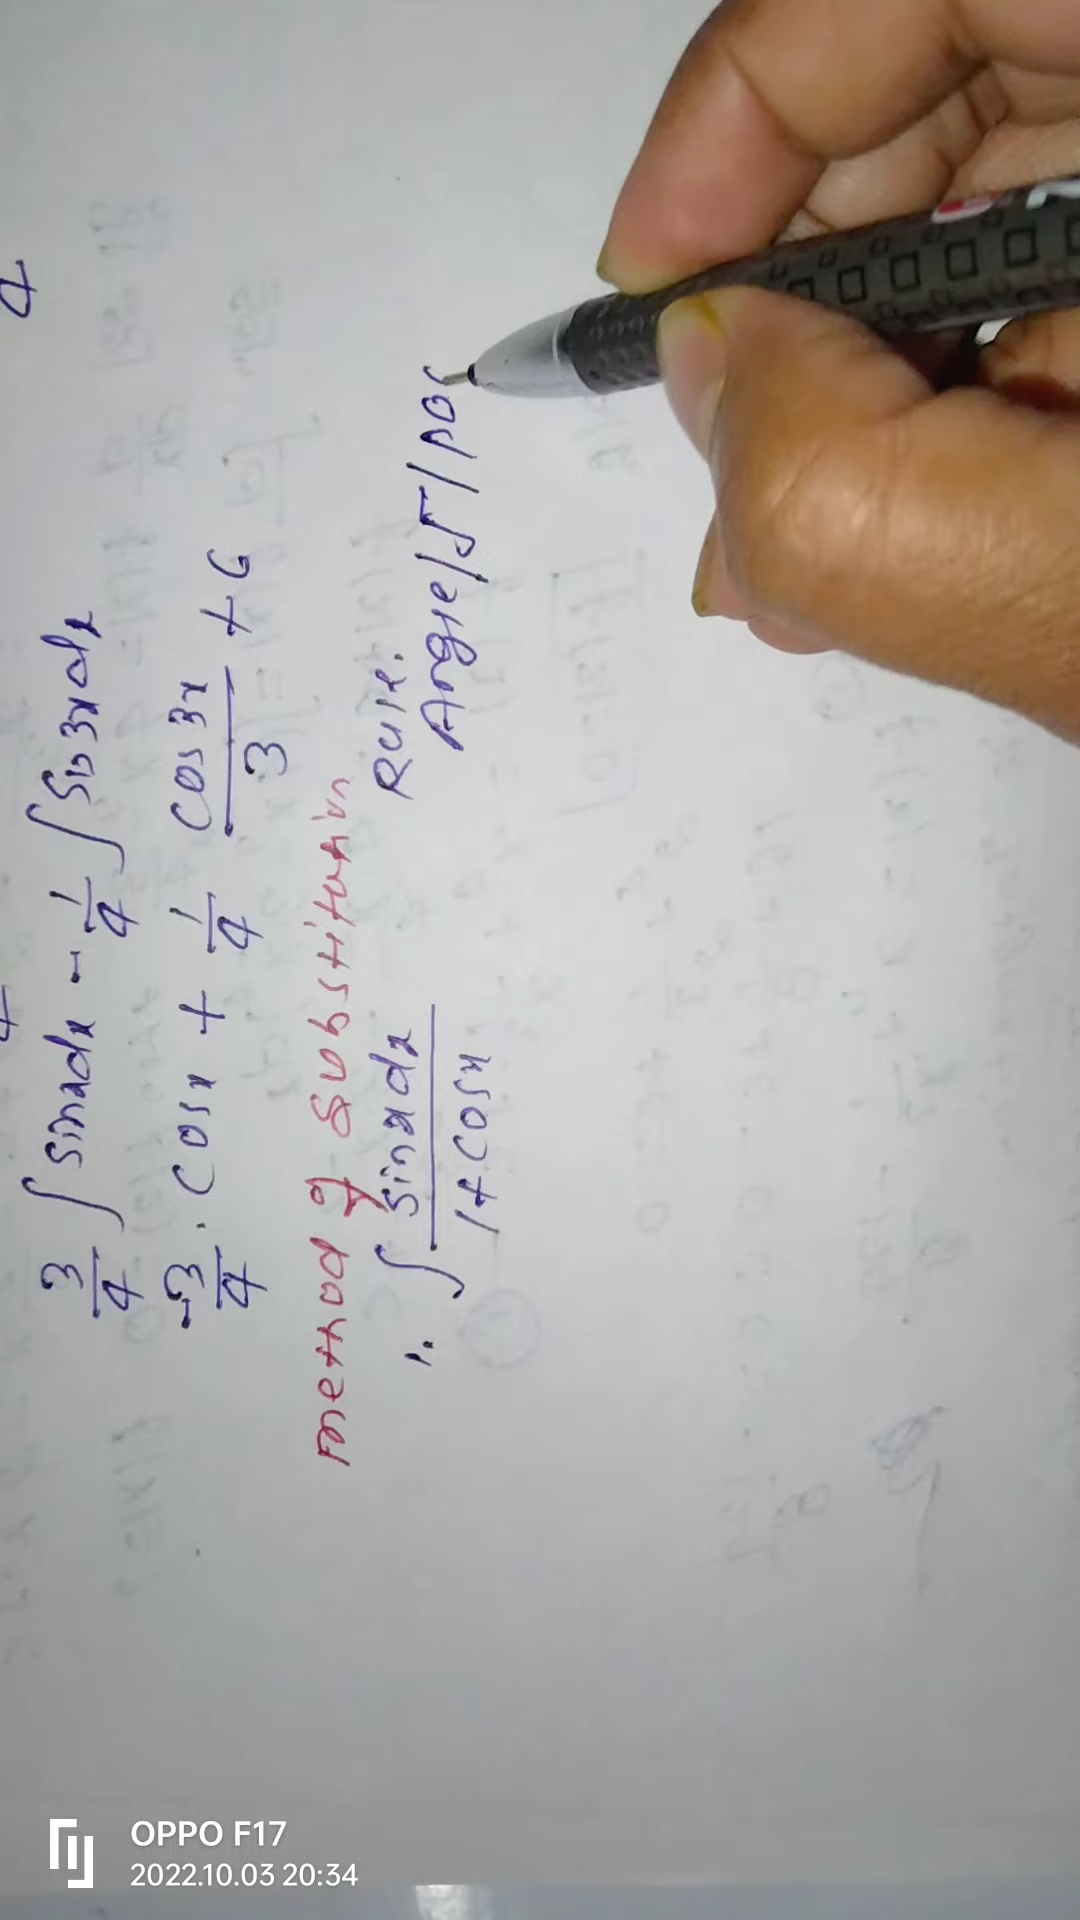 4
3/4 ∫ sinxdx - 1/4 ∫ Sin3xdx
-3/4 . Cosx + 1/4 cos3x/3 + C
method of substitution
1. ∫ sinxdx / 1+cosx
Rule.
Angle/√/po
OPPO F17
2022.10.03 20:34